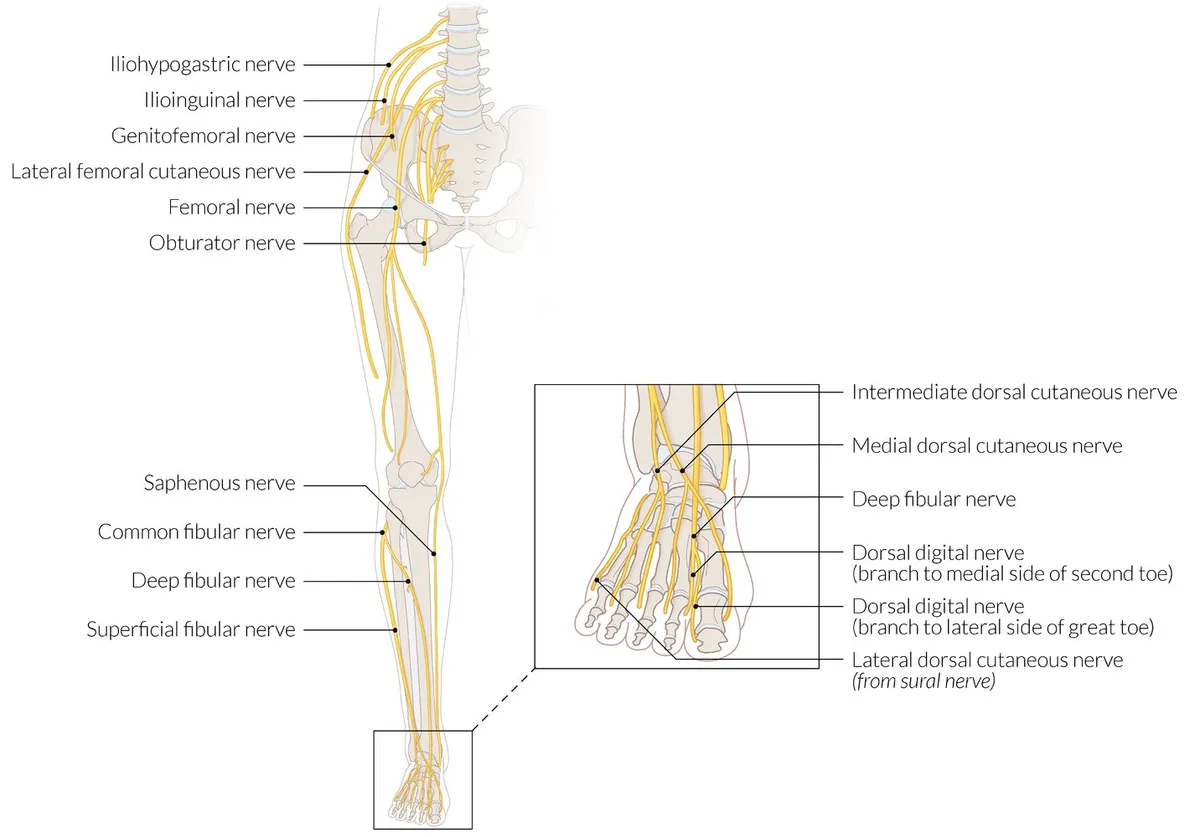 Iliohypogastric nerve
Ilioinguinal nerve
Genitofemoral nerve
Lateral femoral cutaneous nerve
Femoral nerve
Obturator nerve
Saphenous nerve
Common fibular nerve
Deep fibular nerve
Superficial fibular nerve
Intermediate dorsal cutaneous nerve
Medial dorsal cutaneous nerve
Deep fibular nerve
Dorsal digital nerve
(branch to medial side of second toe)
Dorsal digital nerve
(branch to lateral side of great toe)
Lateral dorsal cutaneous nerve
(from sural nerve)